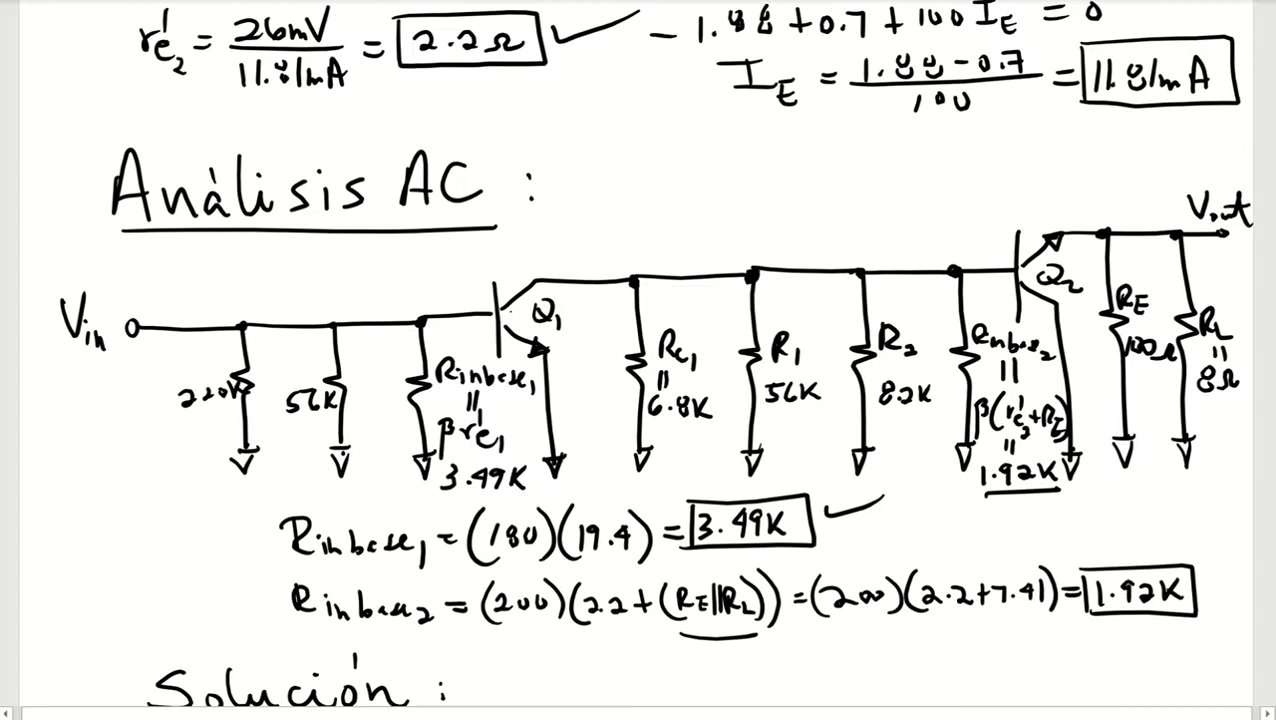 r'e2 = 26mV / 11.81mA = 2.2Ω
- 1.88 + 0.7 + 100 IE = 0
IE = 1.88 - 0.7 / 100 = 11.81mA
Análisis AC :
Vin
220K
56K
Rinbase1 = βr'e1 3.49K
Q1
RC1 = 6.8K
R1 56K
R2 8.2K
Rinbase2 = β(r'e2+RE) = 1.92K
Q2
RE 100Ω
RL = 8Ω
Vout
Rinbase1 = (180)(19.4) = 3.49K
Rinbase2 = (200)(2.2+(RE||RL)) = (200)(2.2+7.41) = 1.92K
Solución :